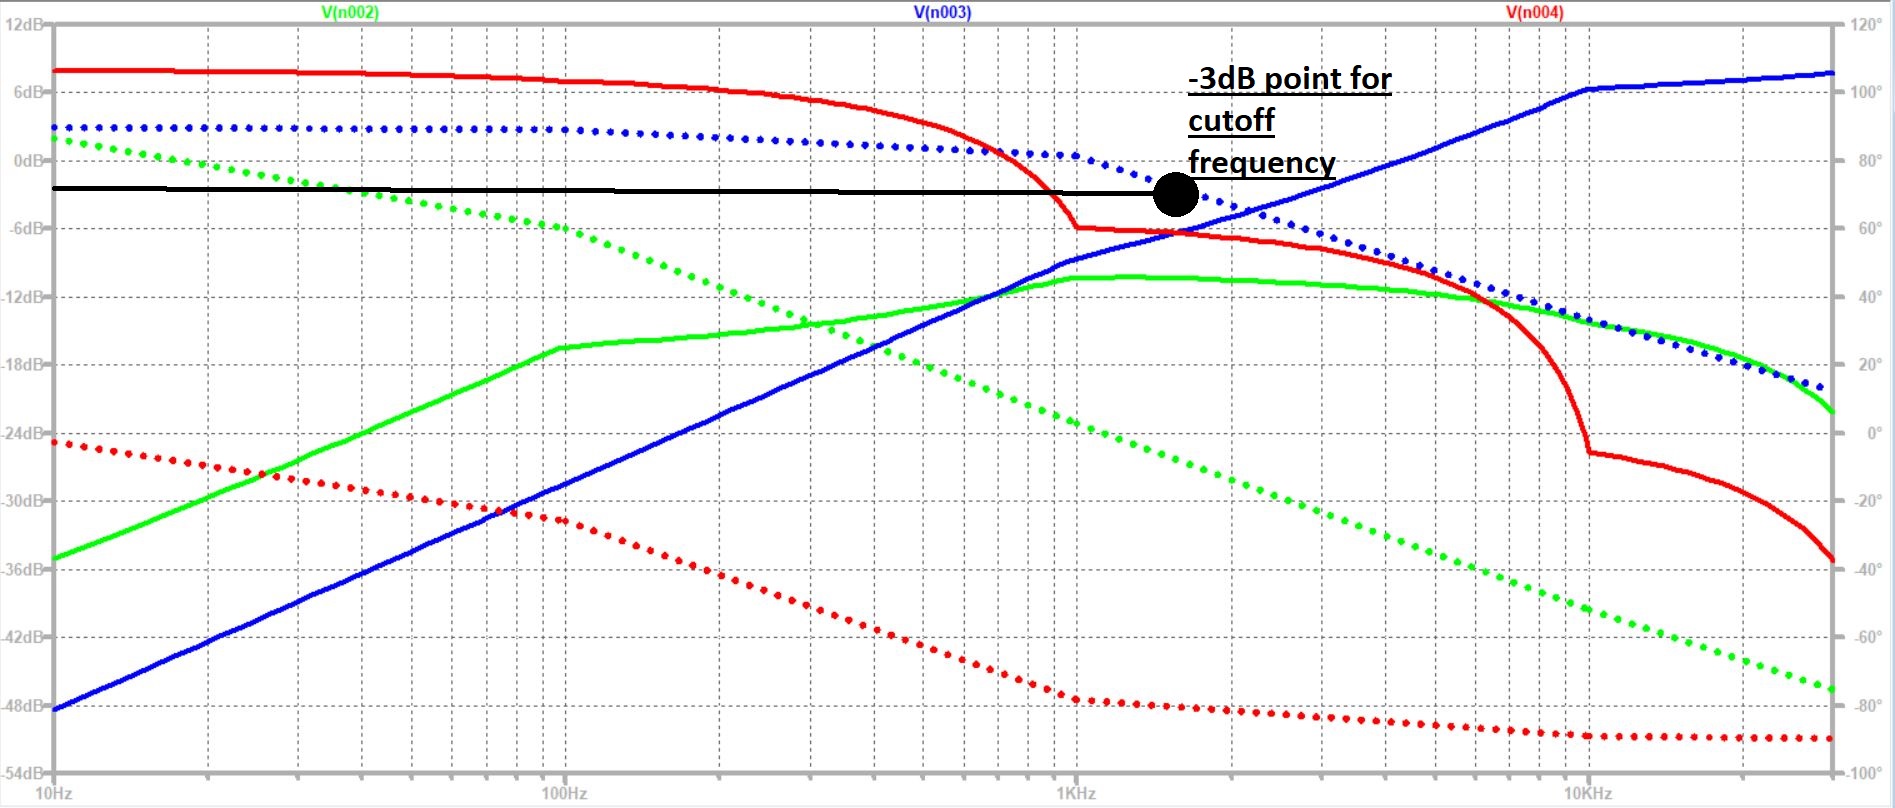 V(n002) V(n003) V(n004)
12dB 120°
-3dB point for
6dB 100°
cutoff
frequency
0dB 80°
-6dB 60°
-12dB 40°
-18dB 20°
-24dB 0°
-30dB -20°
-36dB -40°
-42dB -60°
-48dB -80°
-54dB -100°
10Hz 100Hz 1KHz 10KHz